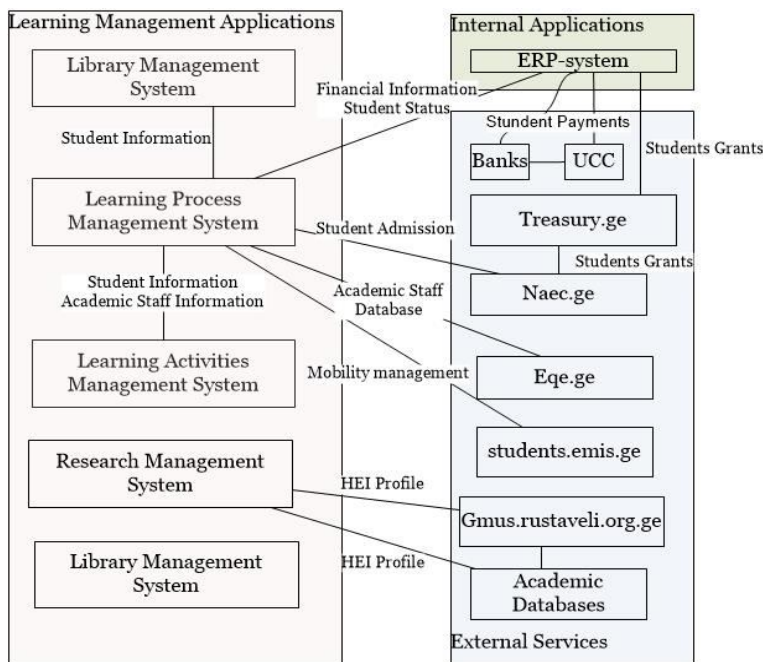 Learning Management Applications
Library Management
System
Student Information
Learning Process
Management System
Student Information
Academic Staff Information
Learning Activities
Management System
Research Management
System
Library Management
System
Financial Information
Student Status
Student Admission
Academic Staff
Database
Mobility management
HEI Profile
HEI Profile
Internal Applications
ERP-system
Stundent Payments
Banks
UCC
Students Grants
Treasury.ge
Students Grants
Naec.ge
Eqe.ge
students.emis.ge
Gmus.rustaveli.org.ge
Academic
Databases
External Services